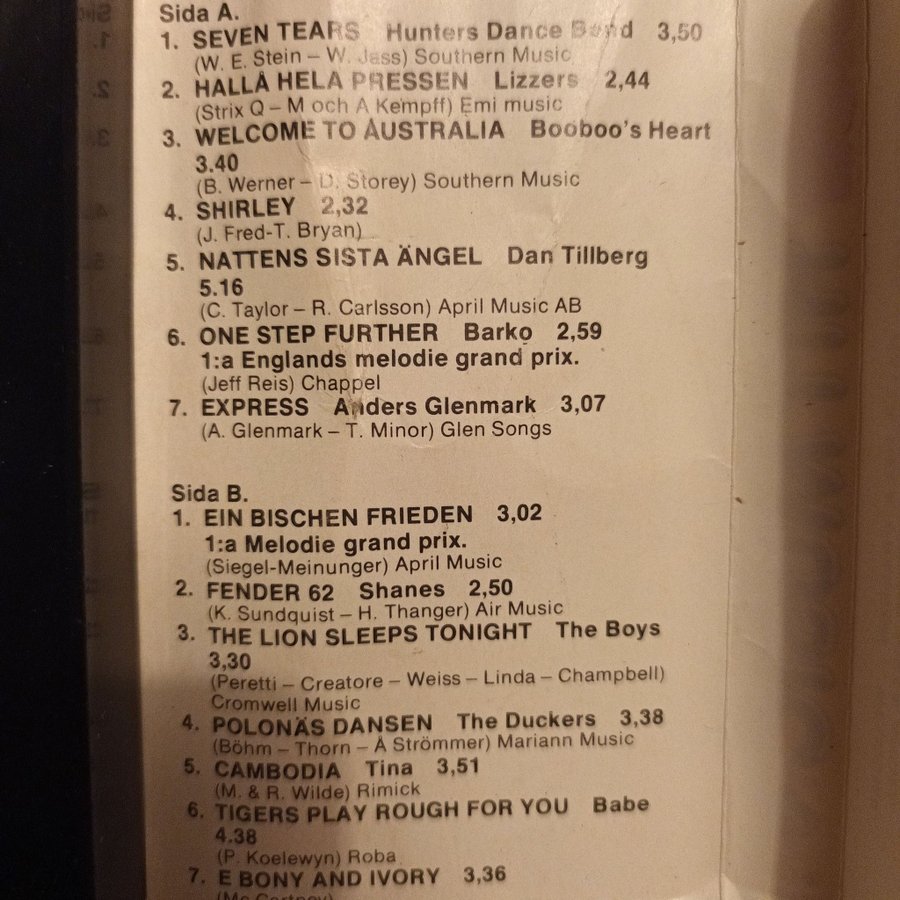 Sida A.
1. SEVEN TEARS Hunters Dance Band 3,50
(W. E. Stein – W. Jass) Southern Music
2. HALLÅ HELA PRESSEN Lizzers 2,44
(Strix Q – M och A Kempff) Emi music
3. WELCOME TO AUSTRALIA Booboo's Heart
3.40
(B. Werner – D. Storey) Southern Music
4. SHIRLEY 2,32
(J. Fred-T. Bryan)
5. NATTENS SISTA ÄNGEL Dan Tillberg
5.16
(C. Taylor – R. Carlsson) April Music AB
6. ONE STEP FURTHER Barko 2,59
1:a Englands melodie grand prix.
(Jeff Reis) Chappel
7. EXPRESS Anders Glenmark 3,07
(A. Glenmark – T. Minor) Glen Songs
Sida B.
1. EIN BISCHEN FRIEDEN 3,02
1:a Melodie grand prix.
(Siegel-Meinunger) April Music
2. FENDER 62 Shanes 2,50
(K. Sundquist – H. Thanger) Air Music
3. THE LION SLEEPS TONIGHT The Boys
3,30
(Peretti – Creatore – Weiss – Linda – Champbell)
Cromwell Music
4. POLONÄS DANSEN The Duckers 3,38
(Böhm – Thorn – Å Strömmer) Mariann Music
5. CAMBODIA Tina 3,51
(M. & R. Wilde) Rimick
6. TIGERS PLAY ROUGH FOR YOU Babe
4.38
(P. Koelewyn) Roba
7. E BONY AND IVORY 3,36